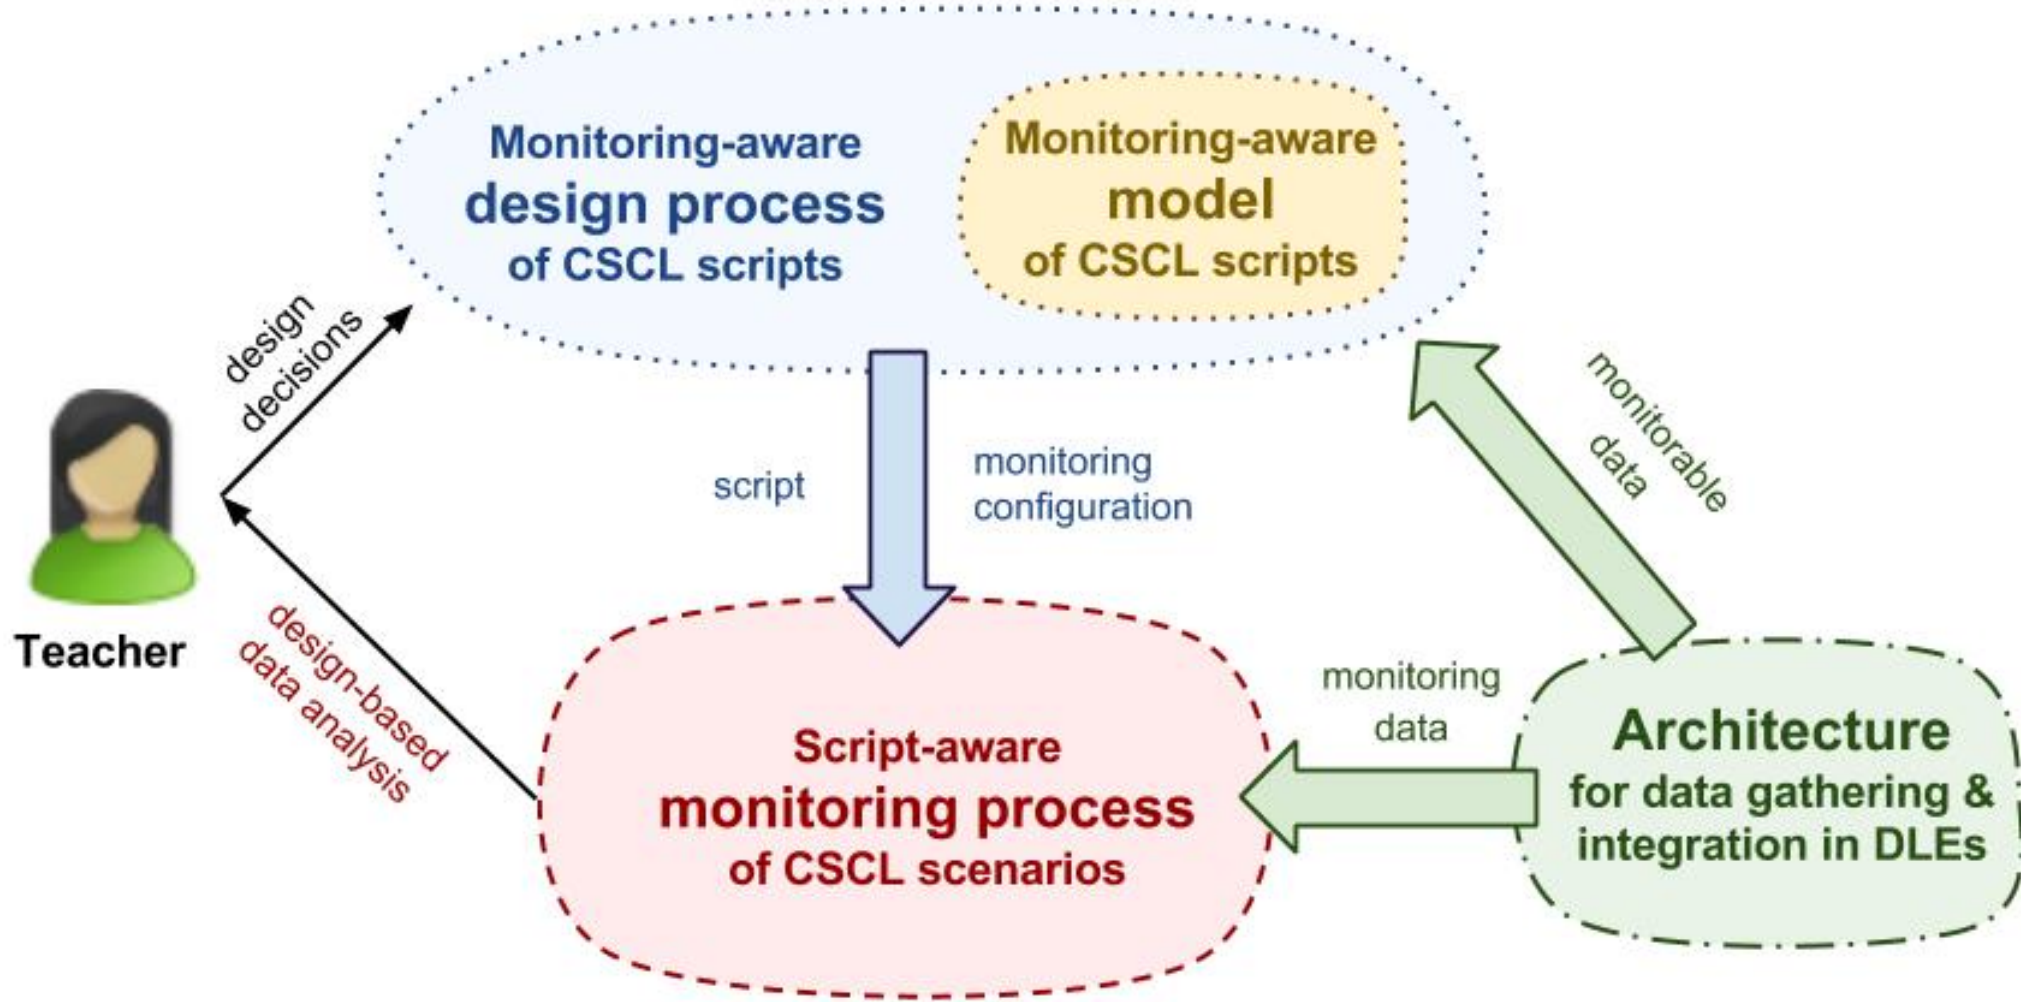 Monitoring-aware
design process
of CSCL scripts
Monitoring-aware
model
of CSCL scripts
design
decisions
monitorable
data
script
monitoring
configuration
Teacher
design-based
data analysis
monitoring
data
Script-aware
monitoring process
of CSCL scenarios
Architecture
for data gathering &
integration in DLEs